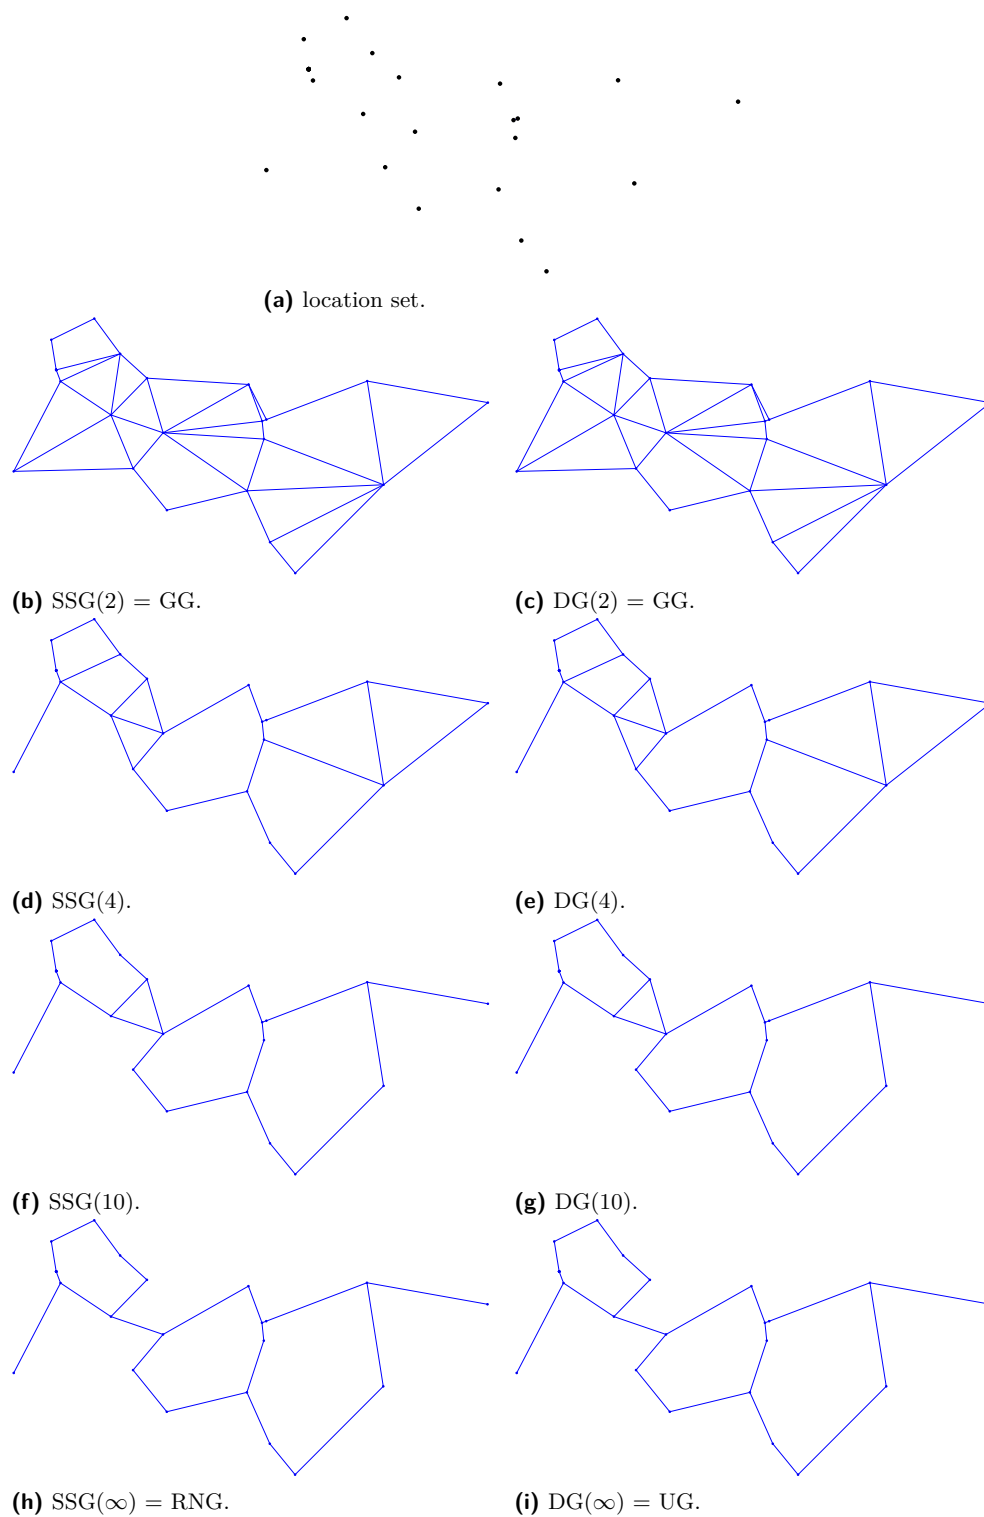 (a) location set.
(b) SSG(2) = GG.
(c) DG(2) = GG.
(d) SSG(4).
(e) DG(4).
(f) SSG(10).
(g) DG(10).
(h) SSG(∞) = RNG.
(i) DG(∞) = UG.